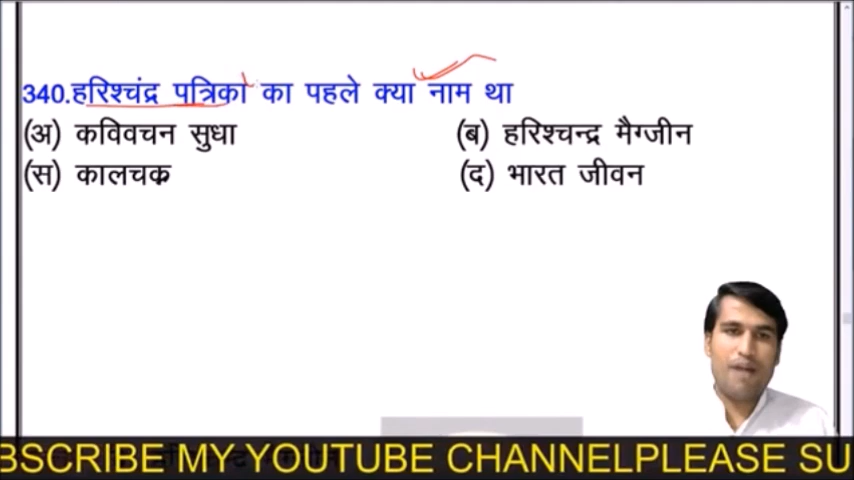 340.हरिश्चंद्र पत्रिका का पहले क्या नाम था
(अ) कविवचन सुधा
(ब) हरिश्चन्द्र मैग्जीन
(स) कालचक्र
(द) भारत जीवन
BSCRIBE MY YOUTUBE CHANNELPLEASE SU